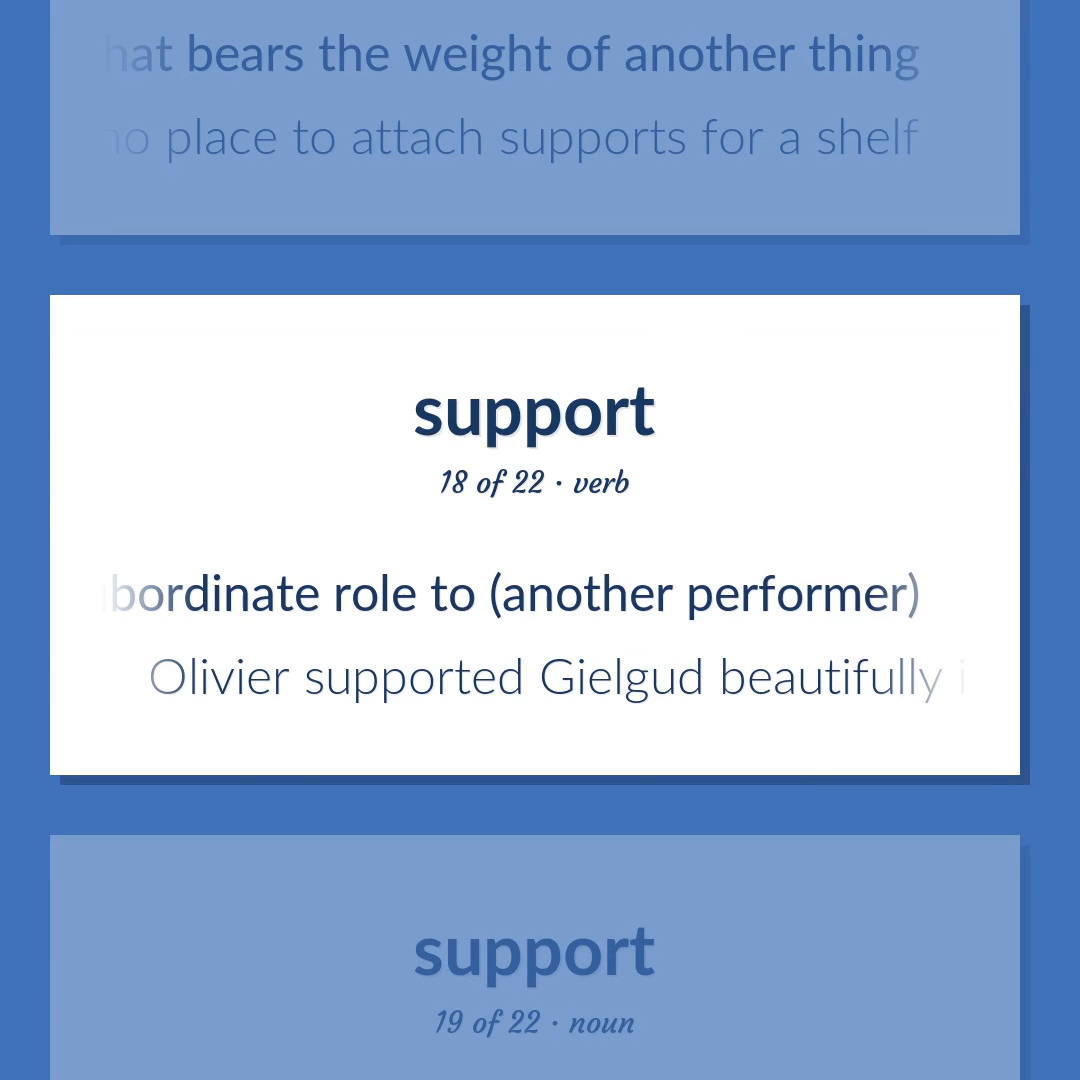 hat bears the weight of another thing
no place to attach supports for a shelf
support
18 of 22 · verb
bordinate role to (another performer)
Olivier supported Gielgud beautifully i
support
19 of 22 · noun